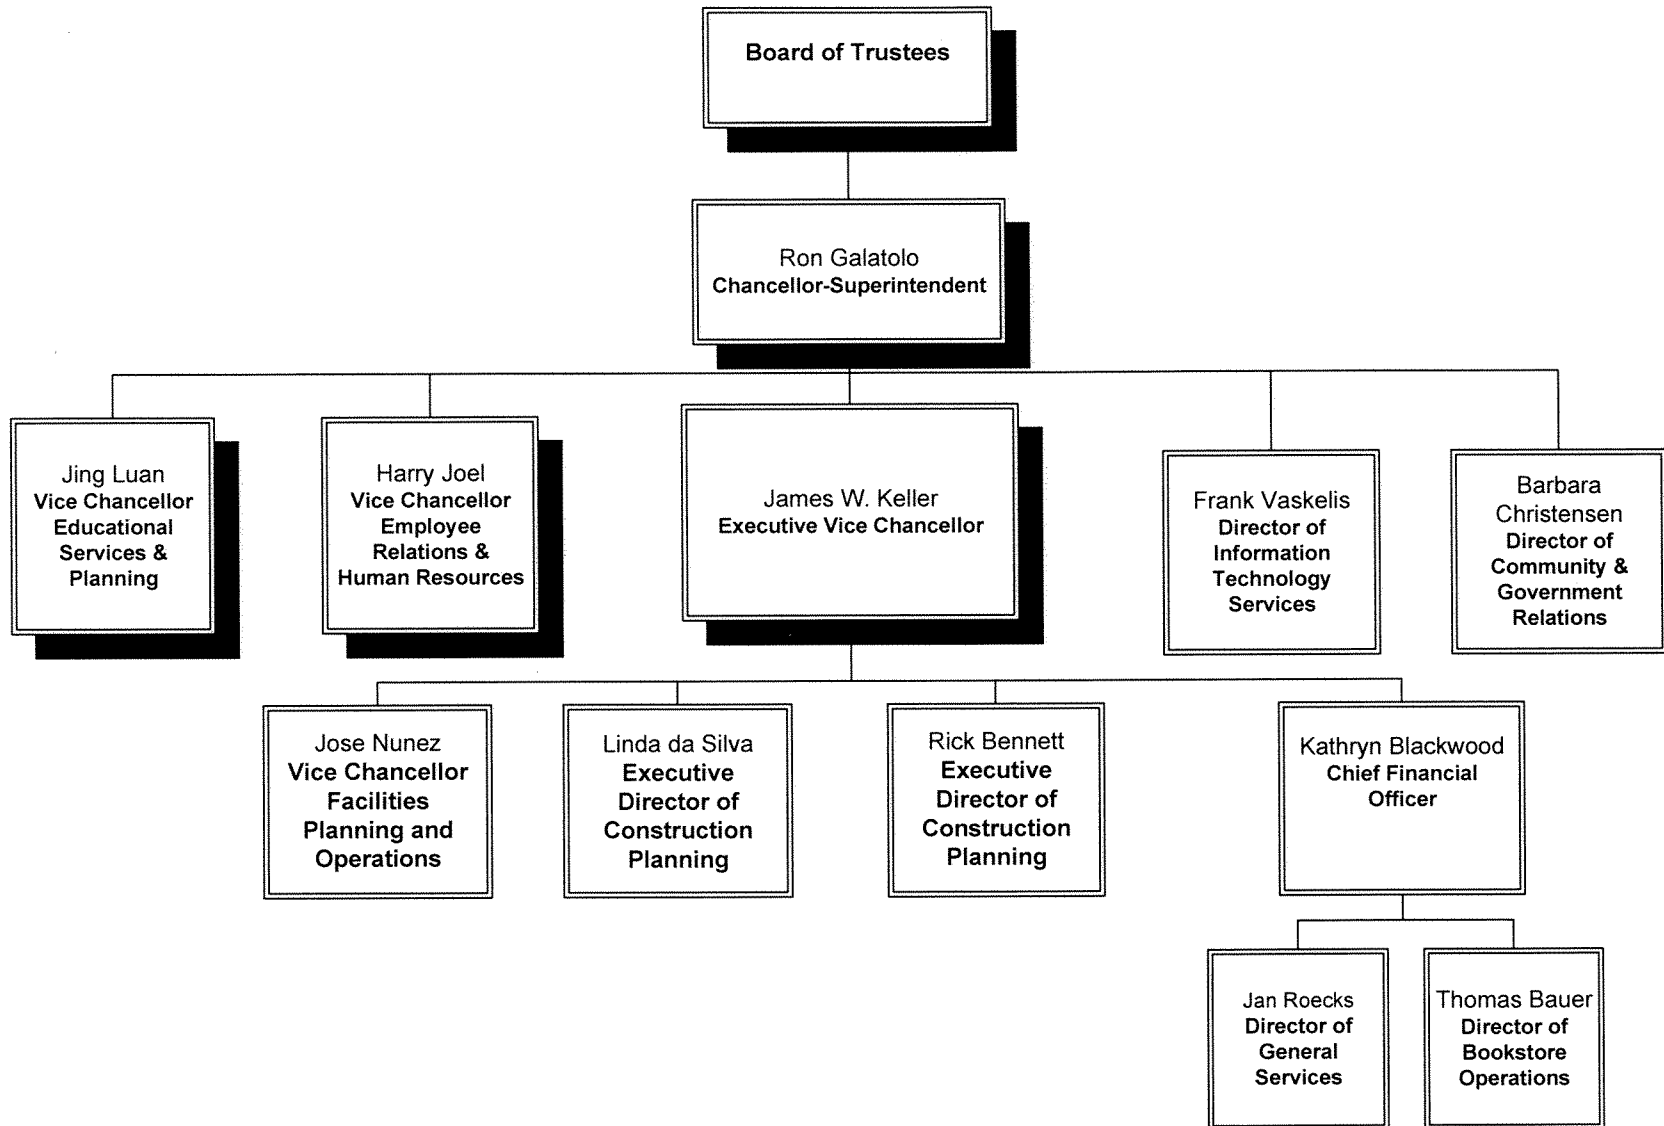 Board of Trustees
Ron Galatolo
Chancellor-Superintendent
Jing Luan
Vice Chancellor
Educational
Services &
Planning
Harry Joel
Vice Chancellor
Employee
Relations &
Human Resources
James W. Keller
Executive Vice Chancellor
Frank Vaskelis
Director of
Information
Technology
Services
Barbara
Christensen
Director of
Community &
Government
Relations
Jose Nunez
Vice Chancellor
Facilities
Planning and
Operations
Linda da Silva
Executive
Director of
Construction
Planning
Rick Bennett
Executive
Director of
Construction
Planning
Kathryn Blackwood
Chief Financial
Officer
Jan Roecks
Director of
General
Services
Thomas Bauer
Director of
Bookstore
Operations